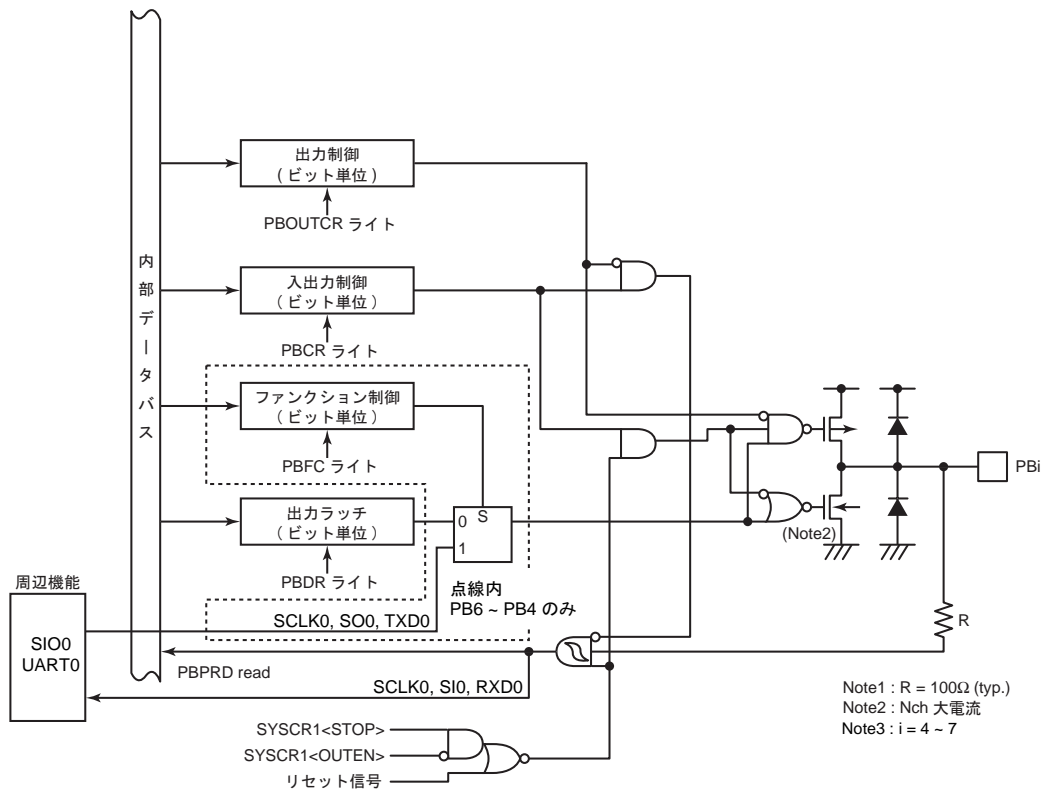 出力制御
( ビット単位 )
PBOUTCR ライト
内部データバス
入出力制御
( ビット単位 )
PBCR ライト
ファンクション制御
( ビット単位 )
PBFC ライト
出力ラッチ
( ビット単位 )
PBDR ライト
0 S
1
(Note2)
PBi
周辺機能
SIO0
UART0
点線内
PB6 ~ PB4 のみ
SCLK0, SO0, TXD0
R
PBPRD read
SCLK0, SI0, RXD0
SYSCR1<STOP>
SYSCR1<OUTEN>
リセット信号
Note1 : R = 100Ω (typ.)
Note2 : Nch 大電流
Note3 : i = 4 ~ 7